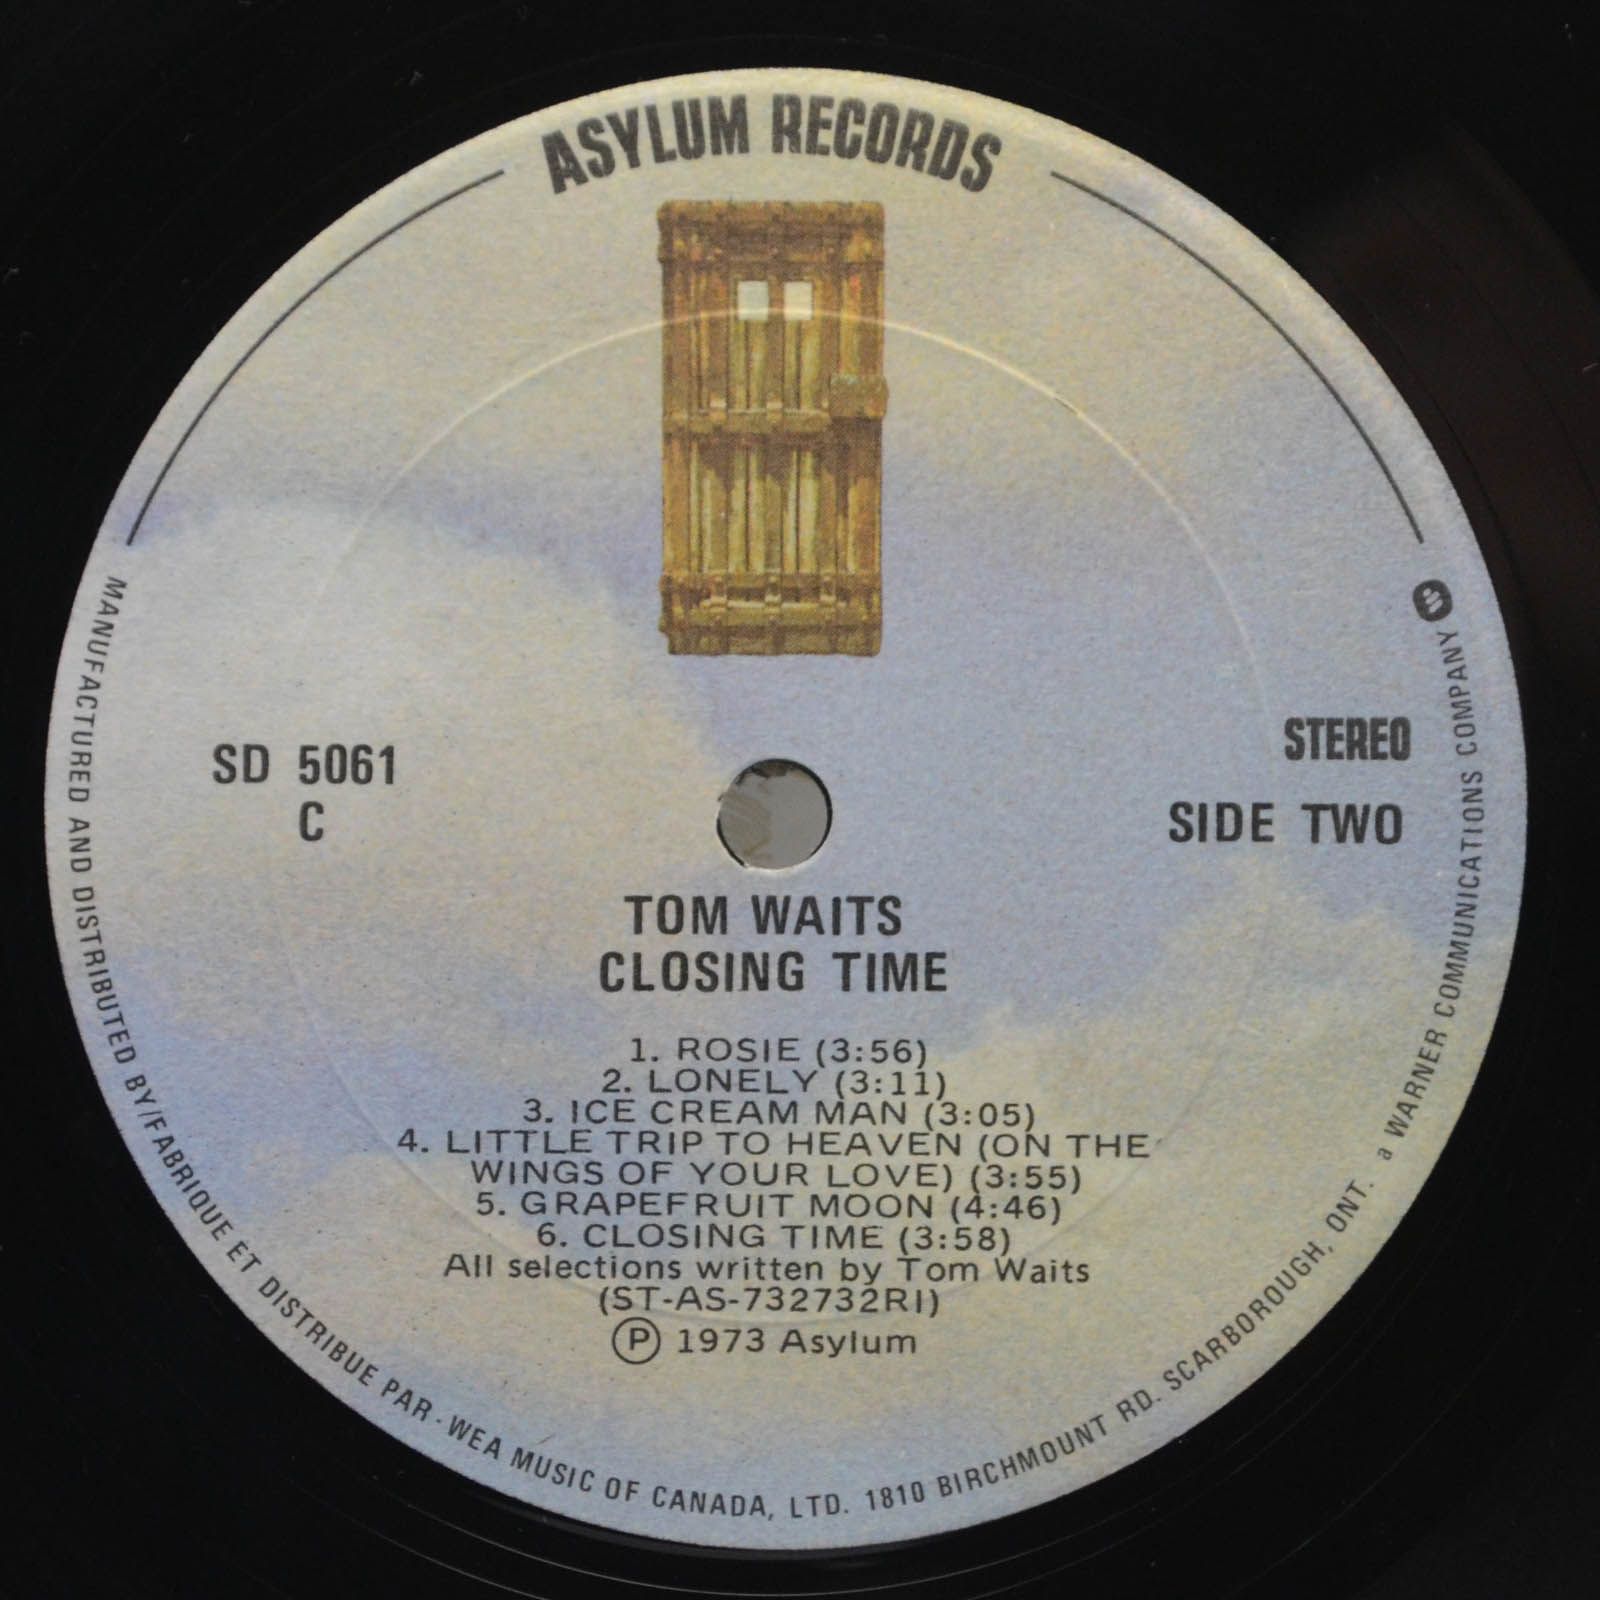 ASYLUM RECORDS
SD 5061
C
STEREO
SIDE TWO
TOM WAITS
CLOSING TIME
1. ROSIE (3:56)
2. LONELY (3:11)
3. ICE CREAM MAN (3:05)
4. LITTLE TRIP TO HEAVEN (ON THE
WINGS OF YOUR LOVE) (3:55)
5. GRAPEFRUIT MOON (4:46)
6. CLOSING TIME (3:58)
All selections written by Tom Waits
(ST-AS-732732RI)
Ⓟ 1973 Asylum
MANUFACTURED AND DISTRIBUTED BY/FABRIQUE ET DISTRIBUE PAR - WEA MUSIC OF CANADA, LTD. 1810 BIRCHMOUNT RD. SCARBOROUGH, ONT. a WARNER COMMUNICATIONS COMPANY